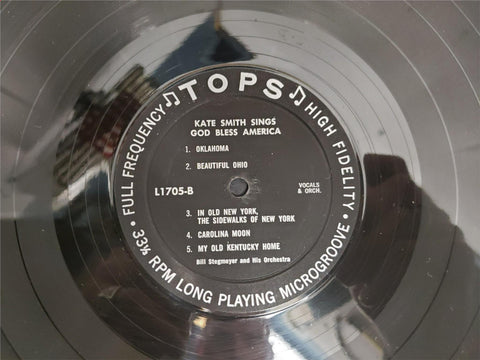 ♫TOPS♫
FULL FREQUENCY
HIGH FIDELITY
KATE SMITH SINGS
GOD BLESS AMERICA
1. OKLAHOMA
2. BEAUTIFUL OHIO
L1705-B
VOCALS
& ORCH.
3. IN OLD NEW YORK,
THE SIDEWALKS OF NEW YORK
4. CAROLINA MOON
5. MY OLD KENTUCKY HOME
Bill Stegmeyer and His Orchestra
• 33⅓ RPM LONG PLAYING MICROGROOVE •